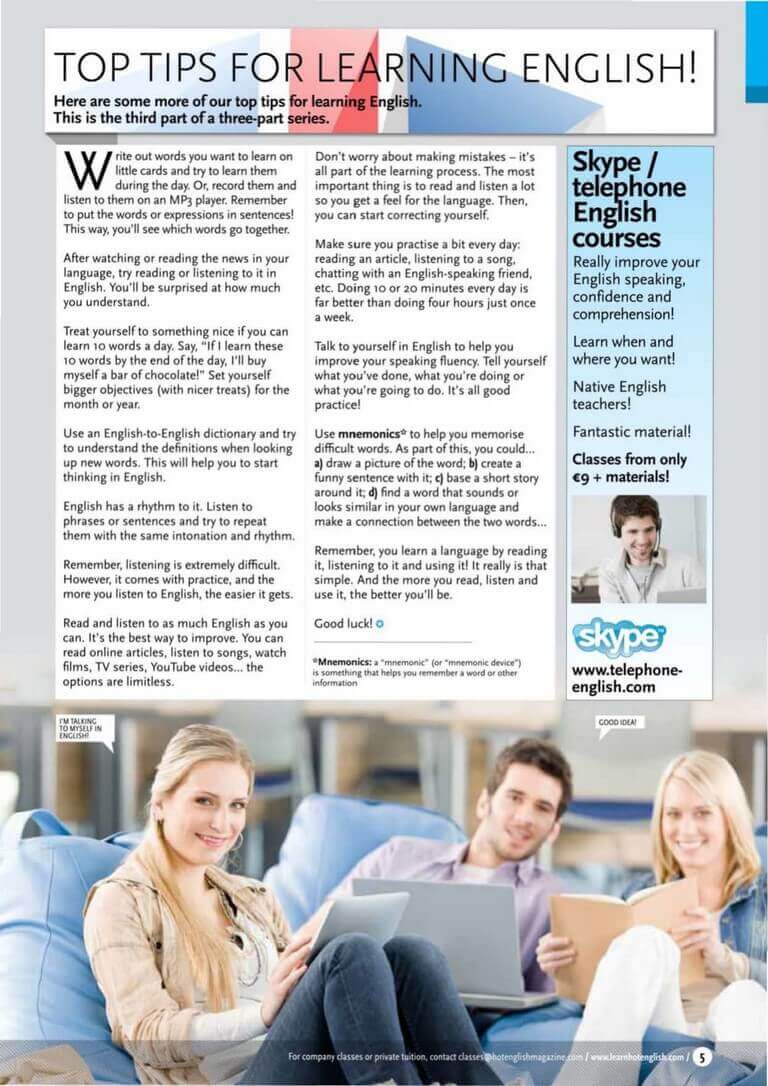 TOP TIPS FOR LEARNING ENGLISH!
Here are some more of our top tips for learning English.
This is the third part of a three-part series.
Write out words you want to learn on
little cards and try to learn them
during the day. Or, record them and
listen to them on an MP3 player. Remember
to put the words or expressions in sentences!
This way, you'll see which words go together.
After watching or reading the news in your
language, try reading or listening to it in
English. You'll be surprised at how much
you understand.
Treat yourself to something nice if you can
learn 10 words a day. Say, "If I learn these
10 words by the end of the day, I'll buy
myself a bar of chocolate!" Set yourself
bigger objectives (with nicer treats) for the
month or year.
Use an English-to-English dictionary and try
to understand the definitions when looking
up new words. This will help you to start
thinking in English.
English has a rhythm to it. Listen to
phrases or sentences and try to repeat
them with the same intonation and rhythm.
Remember, listening is extremely difficult.
However, it comes with practice, and the
more you listen to English, the easier it gets.
Read and listen to as much English as you
can. It's the best way to improve. You can
read online articles, listen to songs, watch
films, TV series, YouTube videos... the
options are limitless.
Don't worry about making mistakes – it's
all part of the learning process. The most
important thing is to read and listen a lot
so you get a feel for the language. Then,
you can start correcting yourself.
Make sure you practise a bit every day:
reading an article, listening to a song,
chatting with an English-speaking friend,
etc. Doing 10 or 20 minutes every day is
far better than doing four hours just once
a week.
Talk to yourself in English to help you
improve your speaking fluency. Tell yourself
what you've done, what you're doing or
what you're going to do. It's all good
practice!
Use mnemonics* to help you memorise
difficult words. As part of this, you could...
a) draw a picture of the word; b) create a
funny sentence with it; c) base a short story
around it; d) find a word that sounds or
looks similar in your own language and
make a connection between the two words...
Remember, you learn a language by reading
it, listening to it and using it! It really is that
simple. And the more you read, listen and
use it, the better you'll be.
Good luck!
*Mnemonics: a "mnemonic" (or "mnemonic device")
is something that helps you remember a word or other
information
Skype /
telephone
English
courses
Really improve your
English speaking,
confidence and
comprehension!
Learn when and
where you want!
Native English
teachers!
Fantastic material!
Classes from only
€9 + materials!
skype
www.telephone-
english.com
I'M TALKING
TO MYSELF IN
ENGLISH!
GOOD IDEA!
For company classes or private tuition, contact classes@hotenglishmagazine.com / www.learnhotenglish.com / 5